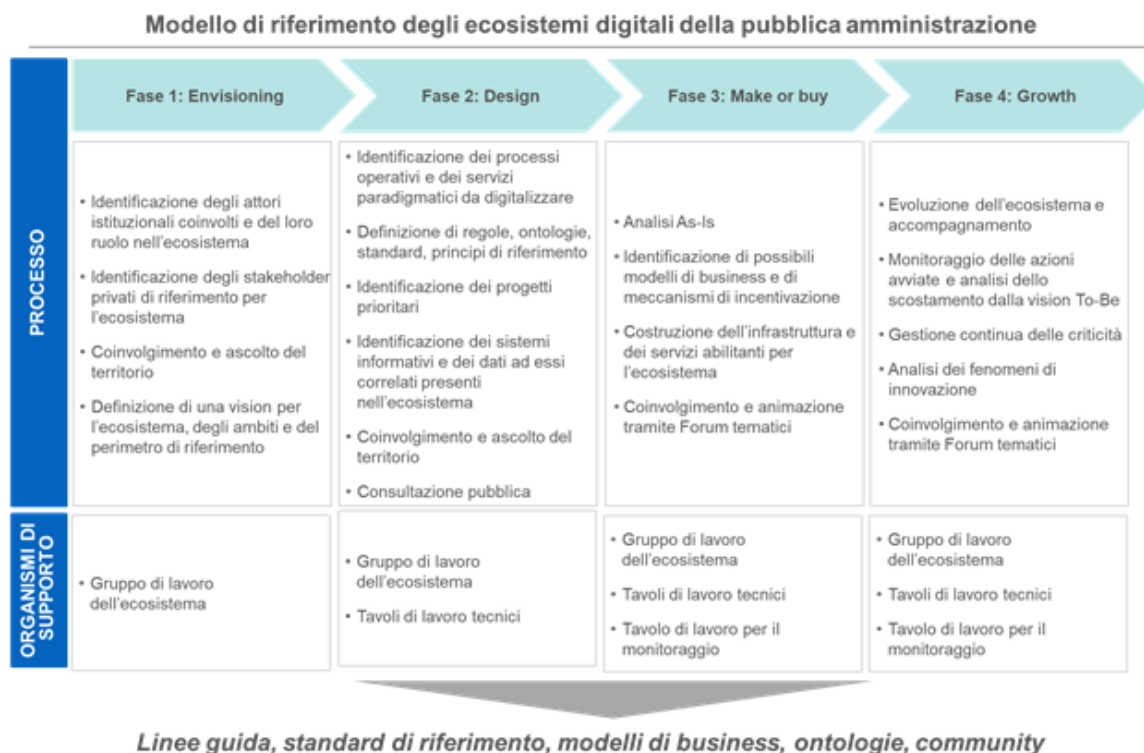 Modello di riferimento degli ecosistemi digitali della pubblica amministrazione
PROCESSO
Fase 1: Envisioning
Fase 2: Design
Fase 3: Make or buy
Fase 4: Growth
• Identificazione degli attori
istituzionali coinvolti e del loro
ruolo nell'ecosistema
• Identificazione degli stakeholder
privati di riferimento per
l'ecosistema
• Coinvolgimento e ascolto del
territorio
• Definizione di una vision per
l'ecosistema, degli ambiti e del
perimetro di riferimento
• Identificazione dei processi
operativi e dei servizi
paradigmatici da digitalizzare
• Definizione di regole, ontologie,
standard, principi di riferimento
• Identificazione dei progetti
prioritari
• Identificazione dei sistemi
informativi e dei dati ad essi
correlati presenti
nell'ecosistema
• Coinvolgimento e ascolto del
territorio
• Consultazione pubblica
• Analisi As-Is
• Identificazione di possibili
modelli di business e di
meccanismi di incentivazione
• Costruzione dell'infrastruttura e
dei servizi abilitanti per
l'ecosistema
• Coinvolgimento e animazione
tramite Forum tematici
• Evoluzione dell'ecosistema e
accompagnamento
• Monitoraggio delle azioni
avviate e analisi dello
scostamento dalla vision To-Be
• Gestione continua delle criticità
• Analisi dei fenomeni di
innovazione
• Coinvolgimento e animazione
tramite Forum tematici
ORGANISMI DI
SUPPORTO
• Gruppo di lavoro
dell'ecosistema
• Gruppo di lavoro
dell'ecosistema
• Tavoli di lavoro tecnici
• Gruppo di lavoro
dell'ecosistema
• Tavoli di lavoro tecnici
• Tavolo di lavoro per il
monitoraggio
• Gruppo di lavoro
dell'ecosistema
• Tavoli di lavoro tecnici
• Tavolo di lavoro per il
monitoraggio
Linee guida, standard di riferimento, modelli di business, ontologie, community